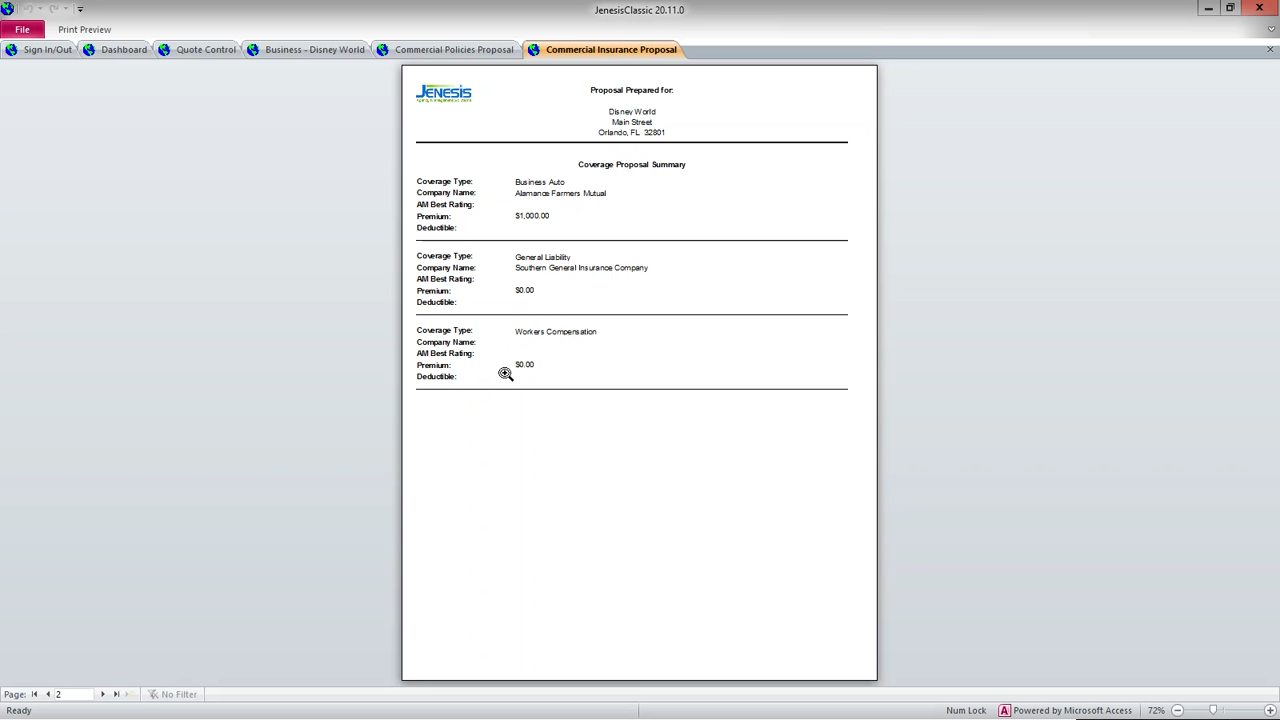 JenesisClassic 20.11.0
File Print Preview
Sign In/Out Dashboard Quote Control Business - Disney World Commercial Policies Proposal Commercial Insurance Proposal
JENESIS
Proposal Prepared for:
Disney World
Main Street
Orlando, FL 32801
Coverage Proposal Summary
Coverage Type: Business Auto
Company Name: Alamance Farmers Mutual
AM Best Rating:
Premium: $1,000.00
Deductible:
Coverage Type: General Liability
Company Name: Southern General Insurance Company
AM Best Rating:
Premium: $0.00
Deductible:
Coverage Type: Workers Compensation
Company Name:
AM Best Rating:
Premium: $0.00
Deductible:
Page: 2 No Filter
Ready Num Lock Powered by Microsoft Access 72%